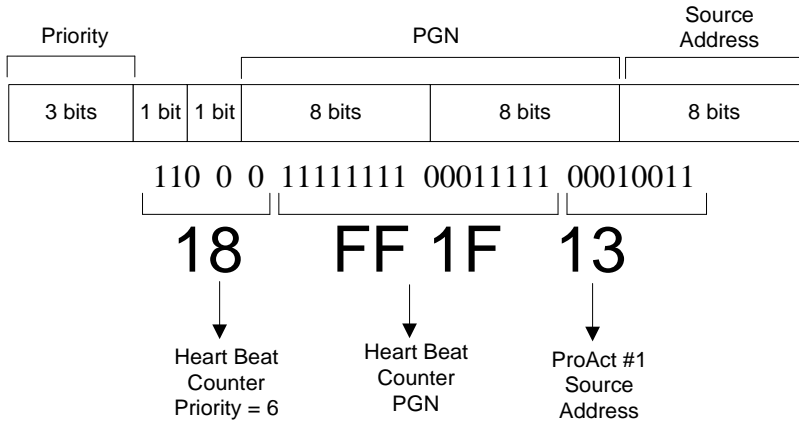 Priority
PGN
Source
Address
3 bits 1 bit 1 bit 8 bits 8 bits 8 bits
110 0 0 11111111 00011111 00010011
18 FF 1F 13
Heart Beat
Counter
Priority = 6
Heart Beat
Counter
PGN
ProAct #1
Source
Address